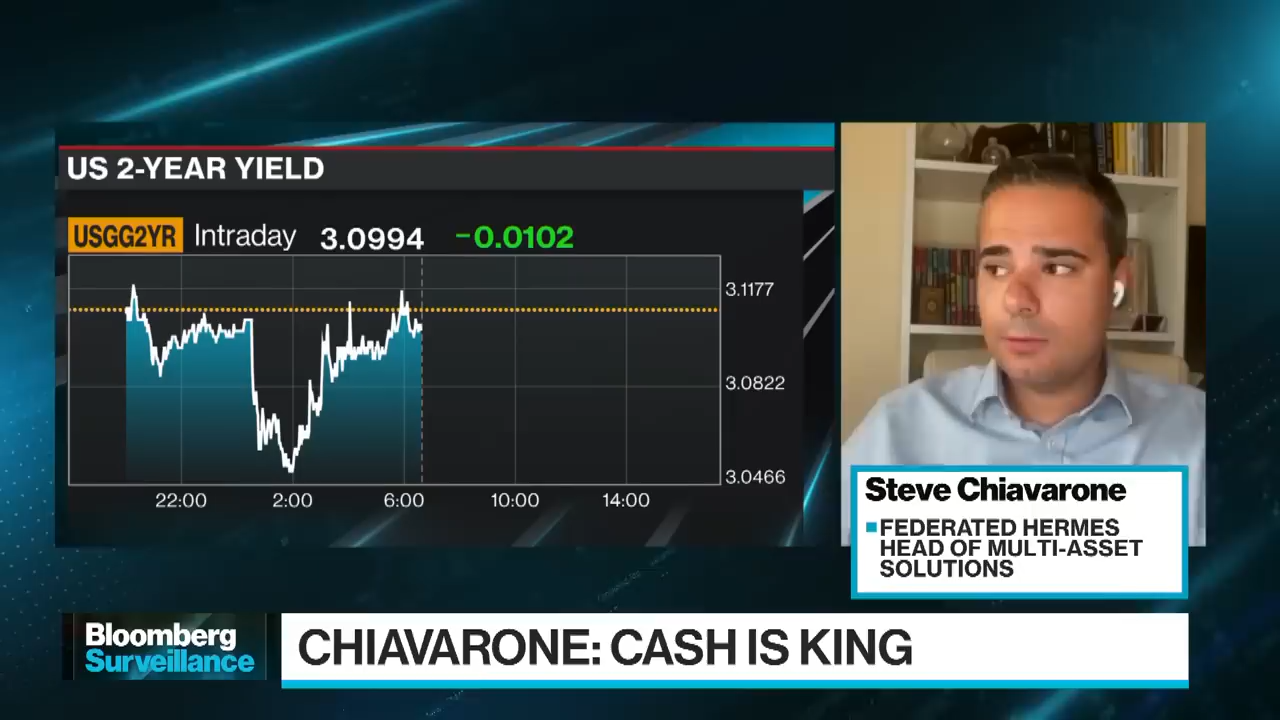 US 2-YEAR YIELD
USGG2YR Intraday 3.0994 -0.0102
3.1177
3.0822
3.0466
22:00 2:00 6:00 10:00 14:00
Steve Chiavarone
FEDERATED HERMES
HEAD OF MULTI-ASSET
SOLUTIONS
Bloomberg
Surveillance
CHIAVARONE: CASH IS KING